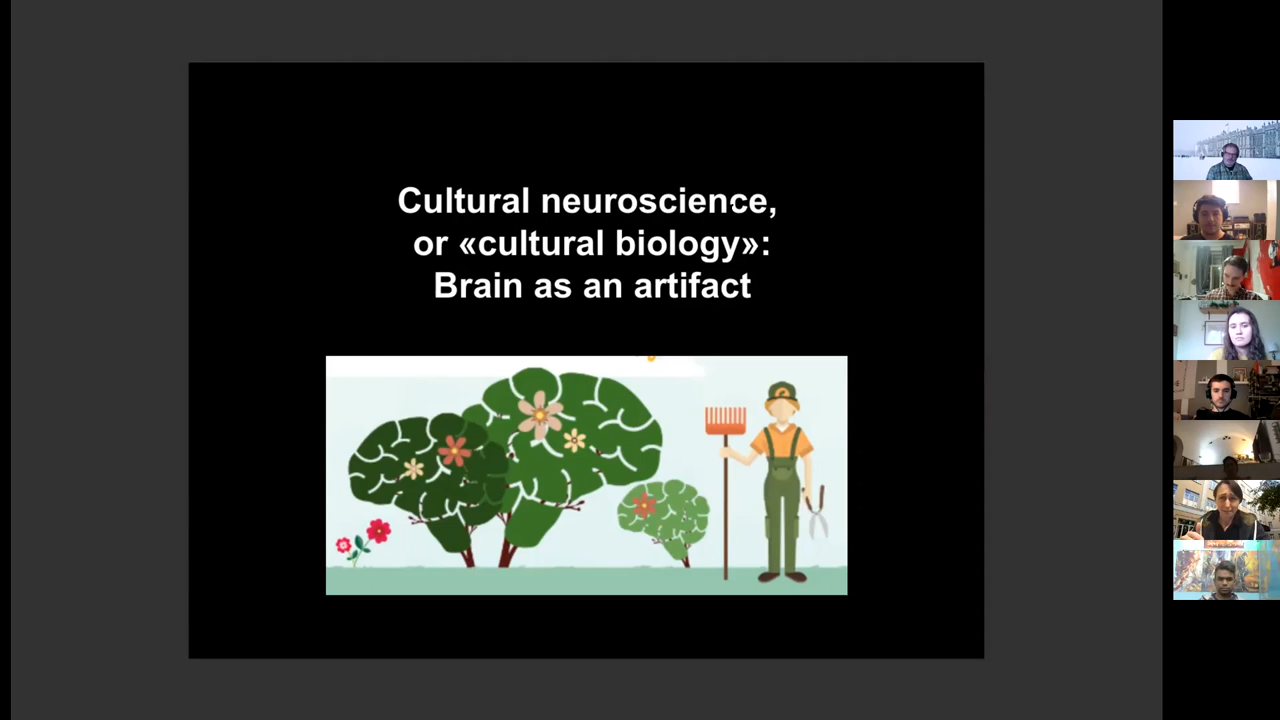 Cultural neuroscience,
or «cultural biology»:
Brain as an artifact